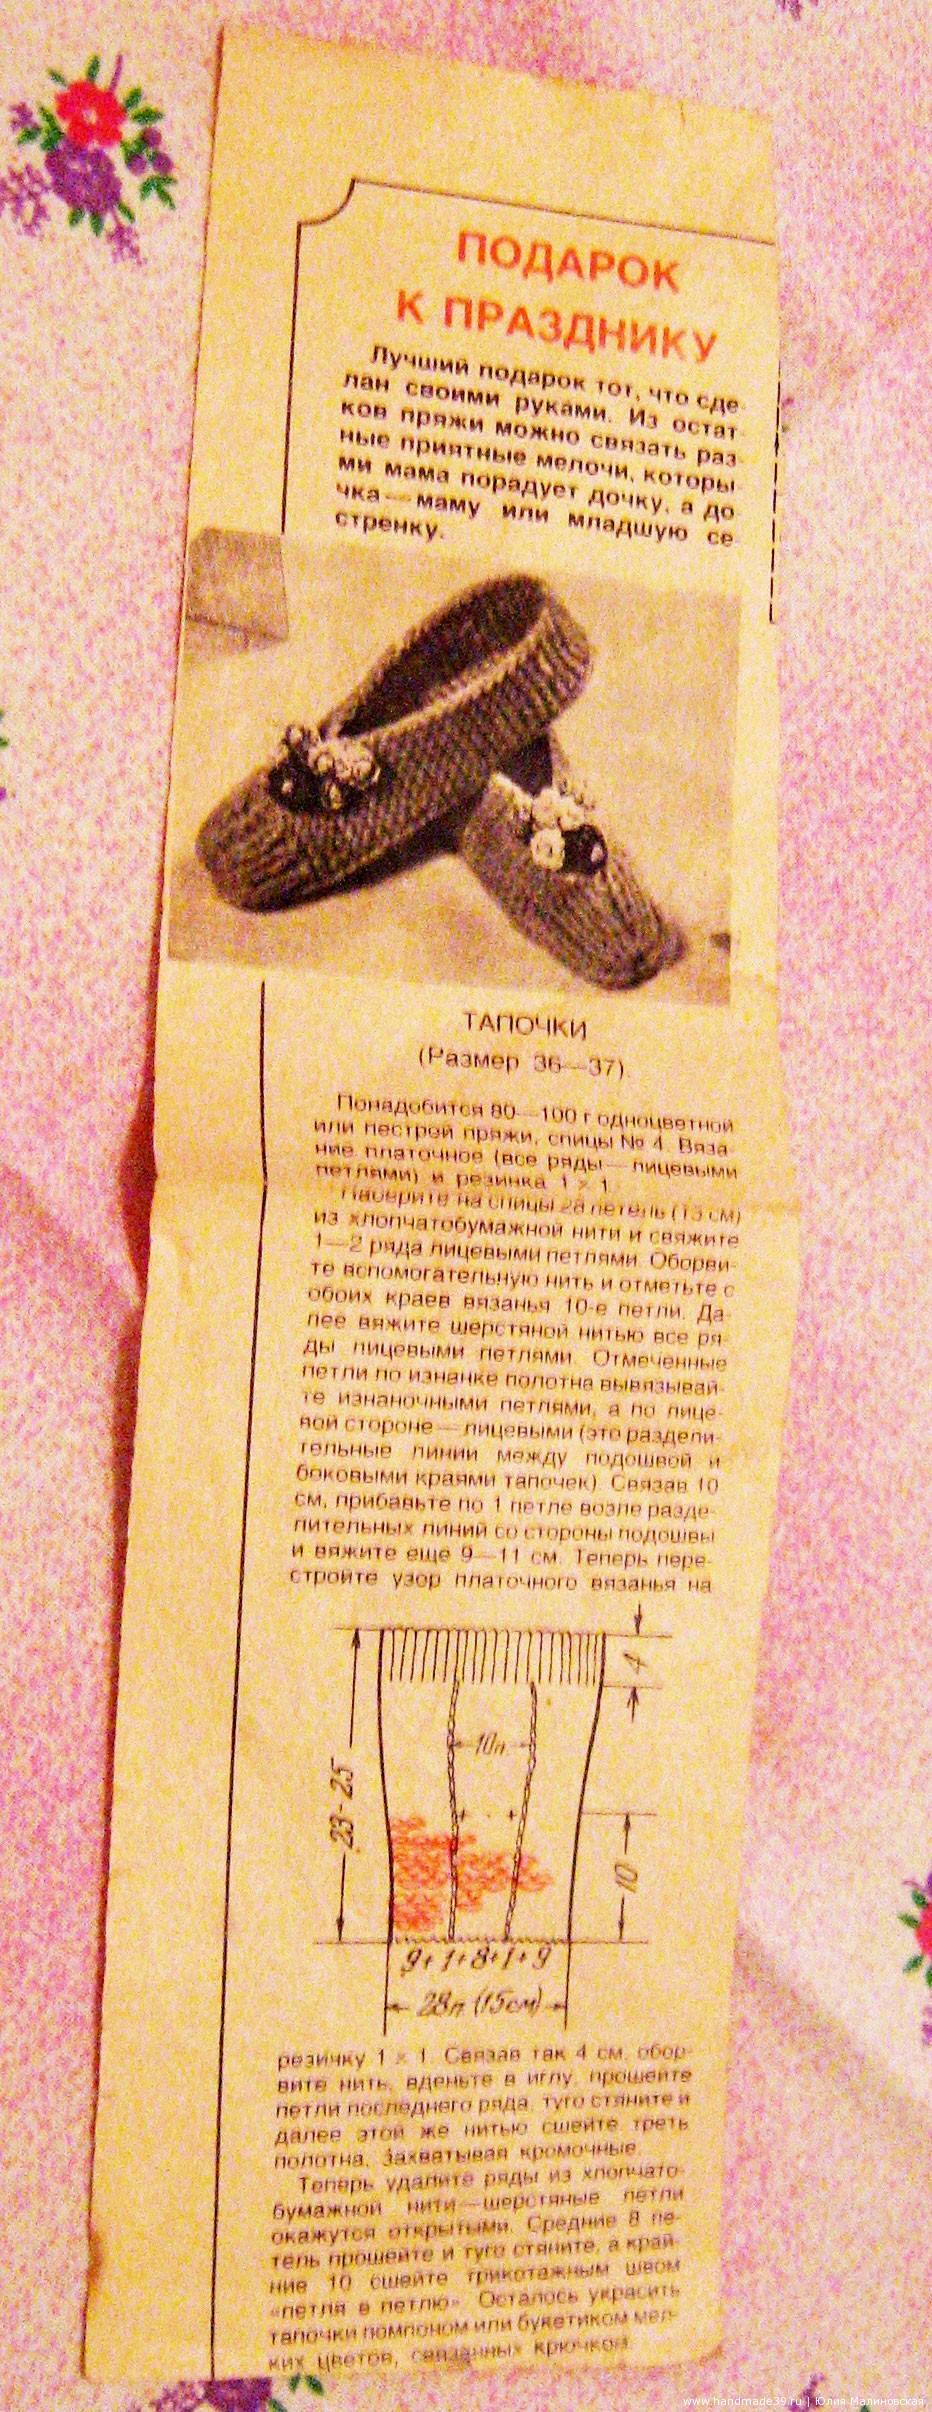 ПОДАРОК
К ПРАЗДНИКУ
Лучший подарок тот, что сде
лан своими руками. Из остат
ков пряжи можно связать раз
ные приятные мелочи, которы
ми мама порадует дочку, а до
чка — маму или младшую се
стренку.
ТАПОЧКИ
(Размер 36—37).
Понадобится 80—100 г одноцветной
или пестрой пряжи, спицы № 4. Вяза-
ние платочное (все ряды — лицевыми
петлями) и резинка 1 × 1.
Наберите на спицы 28 петель (15 см)
из хлопчатобумажной нити и свяжите
1—2 ряда лицевыми петлями. Оборви-
те вспомогательную нить и отметьте с
обоих краев вязанья 10-е петли. Да-
лее вяжите шерстяной нитью все ря-
ды лицевыми петлями. Отмеченные
петли по изнанке полотна вывязывай-
те изнаночными петлями, а по лице-
вой стороне — лицевыми (это раздели-
тельные линии между подошвой и
боковыми краями тапочек). Связав 10
см, прибавьте по 1 петле возле разде-
лительных линий со стороны подошвы
и вяжите еще 9—11 см. Теперь пере-
стройте узор платочного вязанья на
4
10п.
23-25
10
9+1+8+1+9
28п. (15см)
резинку 1 × 1. Связав так 4 см, обор-
вите нить, вденьте в иглу, прошейте
петли последнего ряда, туго стяните и
далее этой же нитью сшейте треть
полотна, захватывая кромочные.
Теперь удалите ряды из хлопчато-
бумажной нити — шерстяные петли
окажутся открытыми. Средние 8 пе-
тель прошейте и туго стяните, а край-
ние 10 сшейте трикотажным швом
«петля в петлю». Осталось украсить
тапочки помпоном или букетиком мел-
ких цветов, связанных крючком.
www.handmade39.ru | Юлия Малиновская